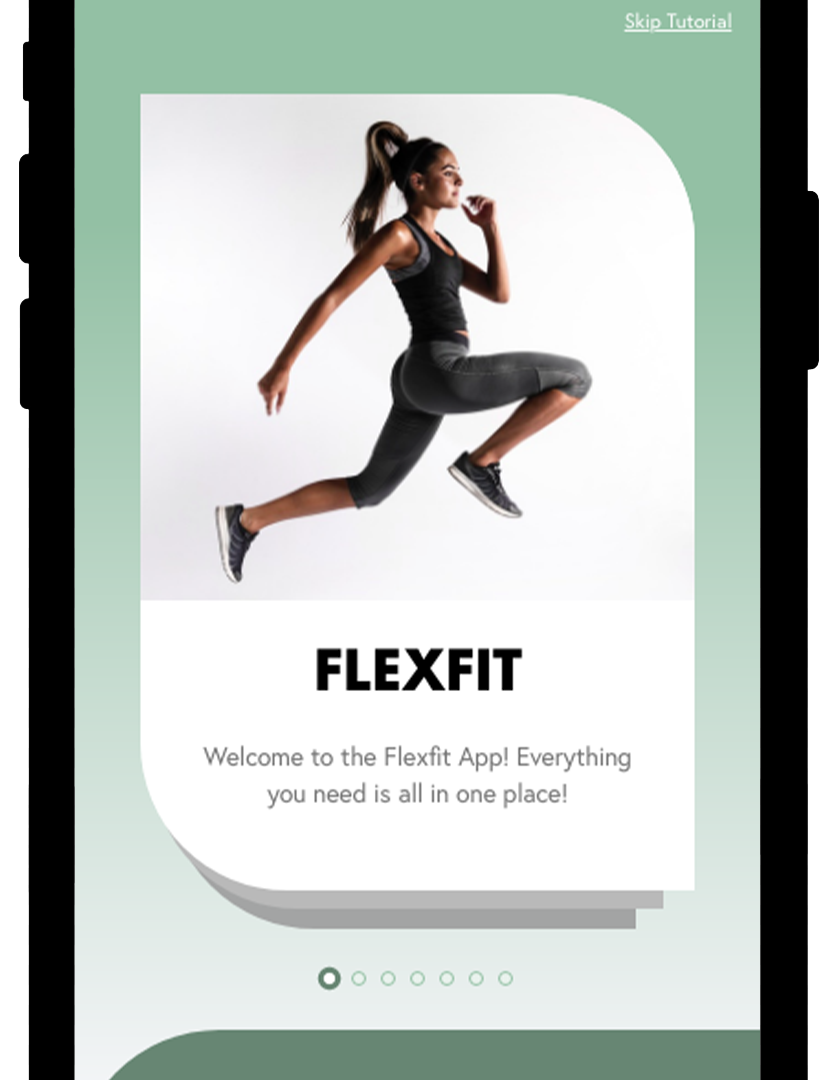 Skip Tutorial
FLEXFIT
Welcome to the Flexfit App! Everything
you need is all in one place!